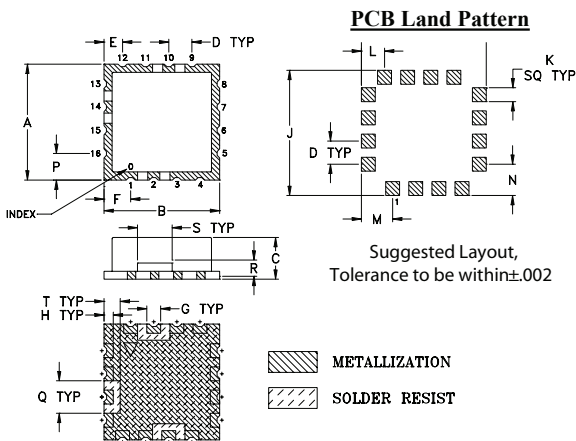 PCB Land Pattern
E
D TYP
12 11 10 9
13
14
15
16
8
7
6
5
A
P
0
1 2 3 4
F
B
INDEX
L
K
SQ TYP
J
D TYP
N
M
1
S TYP
R
C
Suggested Layout,
Tolerance to be within±.002
T TYP
H TYP
G TYP
Q TYP
METALLIZATION
SOLDER RESIST